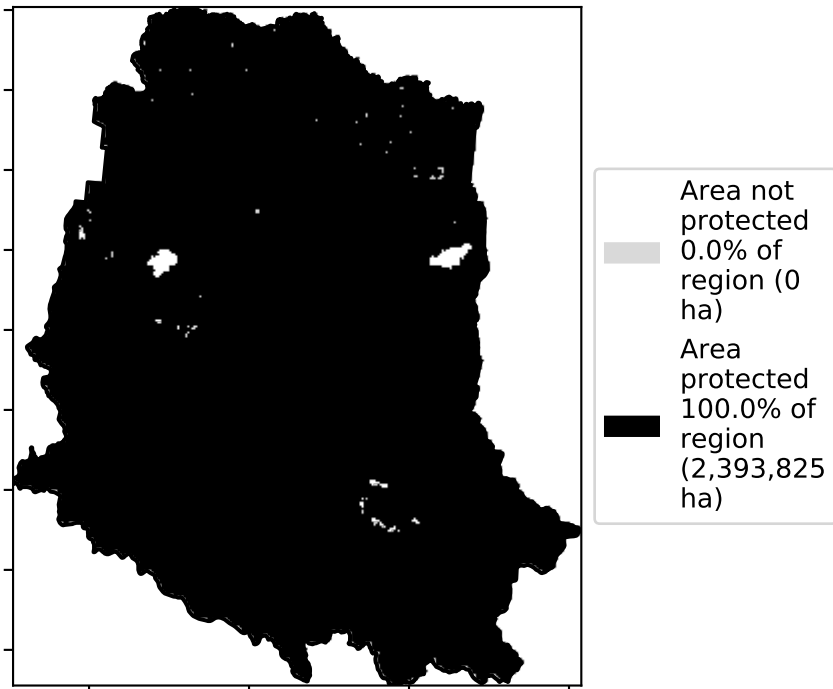 Area not
protected
0.0% of
region (0
ha)
Area
protected
100.0% of
region
(2,393,825
ha)